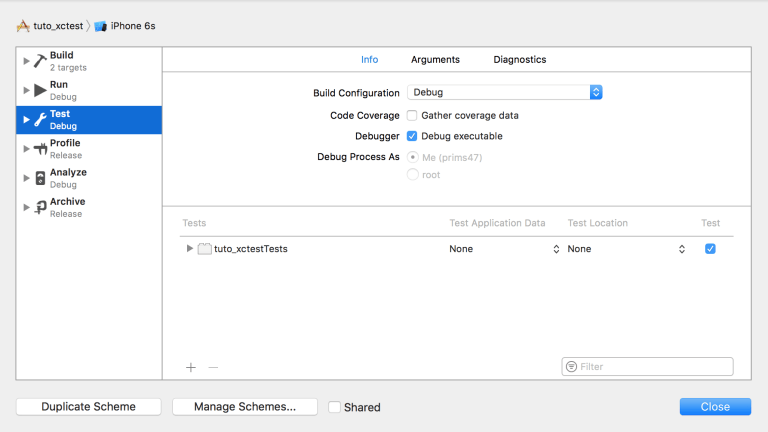 tuto_xctest iPhone 6s
Build
2 targets
Run
Debug
Test
Debug
Profile
Release
Analyze
Debug
Archive
Release
Info Arguments Diagnostics
Build Configuration Debug
Code Coverage Gather coverage data
Debugger Debug executable
Debug Process As Me (prims47)
root
Tests Test Application Data Test Location Test
tuto_xctestTests None None
Filter
Duplicate Scheme Manage Schemes... Shared Close